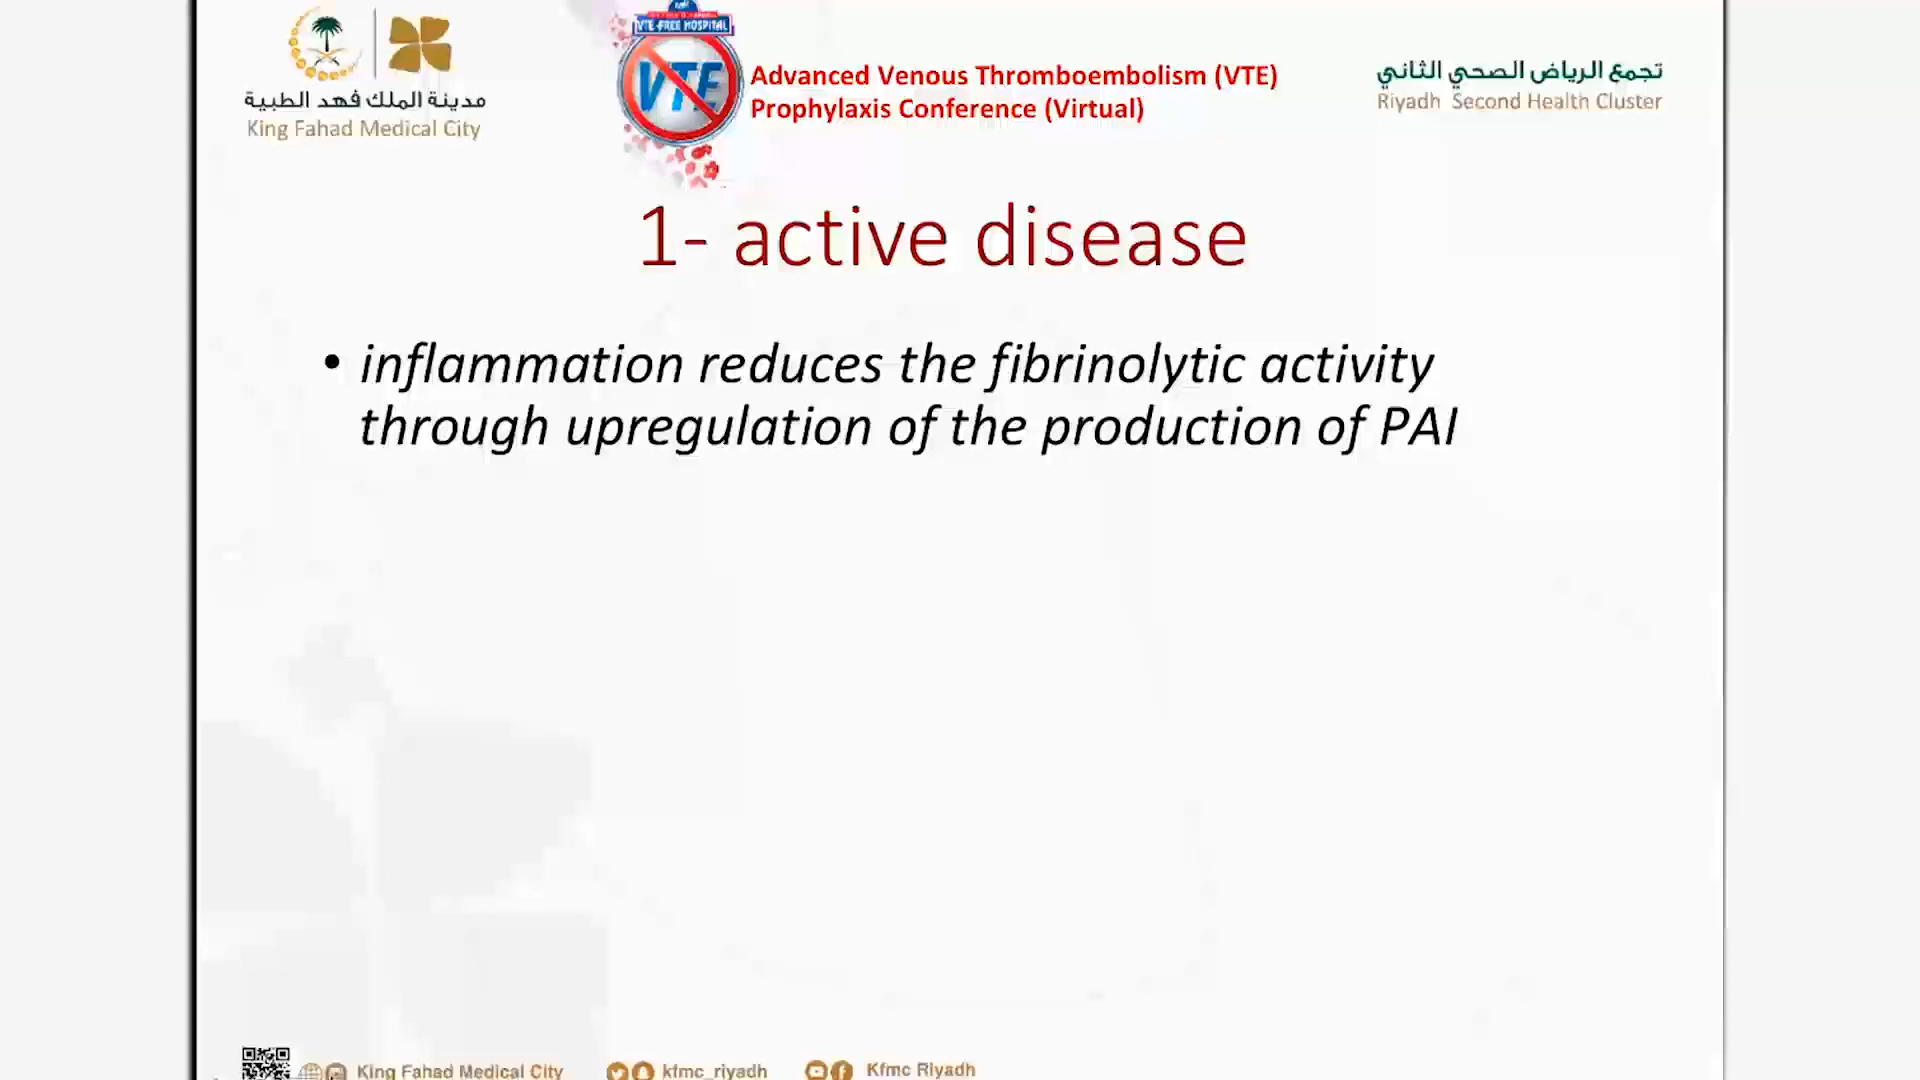 مدينة الملك فهد الطبية
King Fahad Medical City
VTE-FREE HOSPITAL
VTE
Advanced Venous Thromboembolism (VTE)
Prophylaxis Conference (Virtual)
تجمع الرياض الصحي الثاني
Riyadh Second Health Cluster
1- active disease
• inflammation reduces the fibrinolytic activity
through upregulation of the production of PAI
King Fahad Medical City
kfmc_riyadh
Kfmc Riyadh